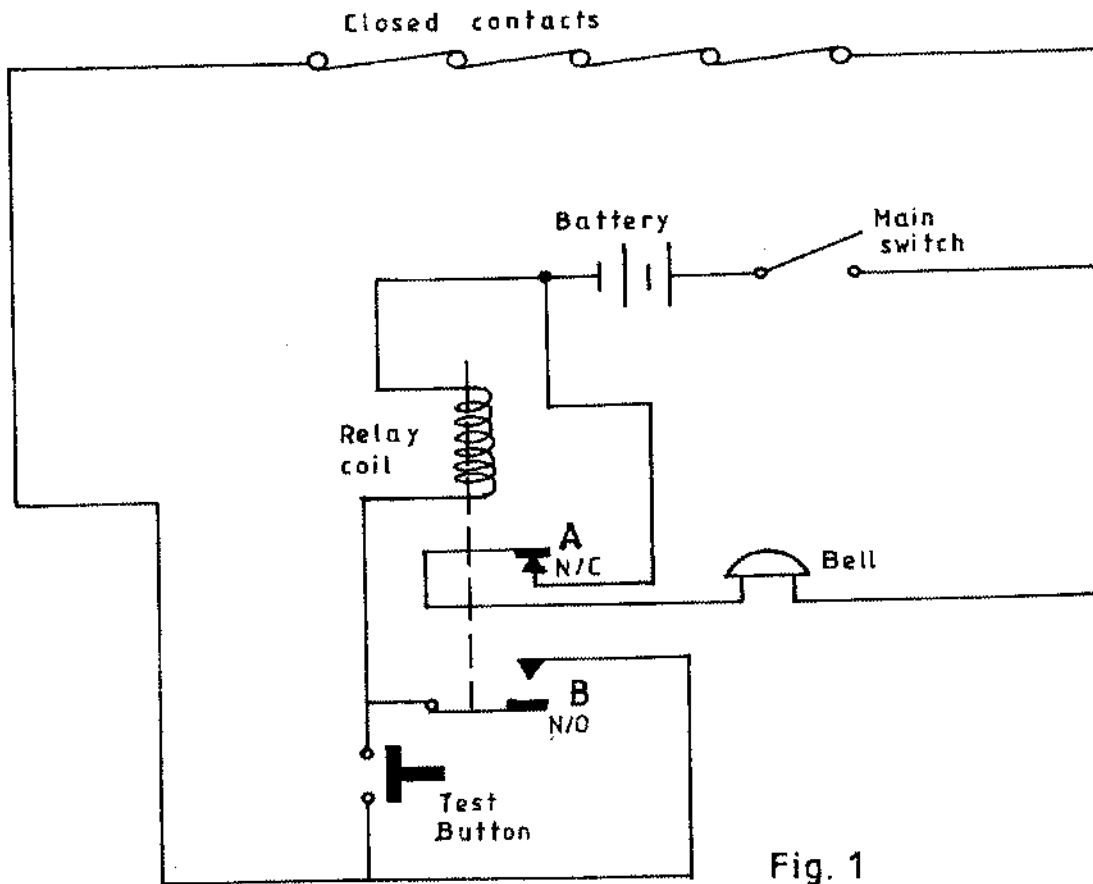 Closed contacts
Battery
Main
switch
Relay
coil
A
N/C
Bell
B
N/O
Test
Button
Fig. 1